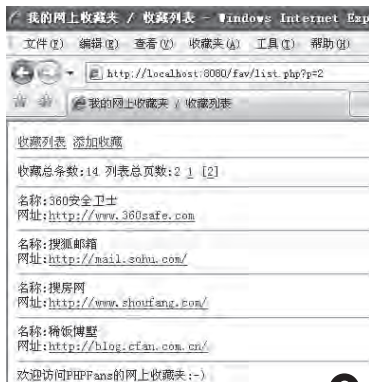 我的网上收藏夹 / 收藏列表 - Windows Internet Exp
文件(F) 编辑(E) 查看(V) 收藏夹(A) 工具(T) 帮助(H)
http://localhost:8080/fav/list.php?p=2
我的网上收藏夹 / 收藏列表
收藏列表 添加收藏
收藏总条数:14 列表总页数:2 1 [2]
名称:360安全卫士
网址:http://www.360safe.com
名称:搜狐邮箱
网址:http://mail.sohu.com/
名称:搜房网
网址:http://www.shoufang.com/
名称:稀饭博墅
网址:http://blog.cfan.com.cn/
欢迎访问PHPFans的网上收藏夹:-)